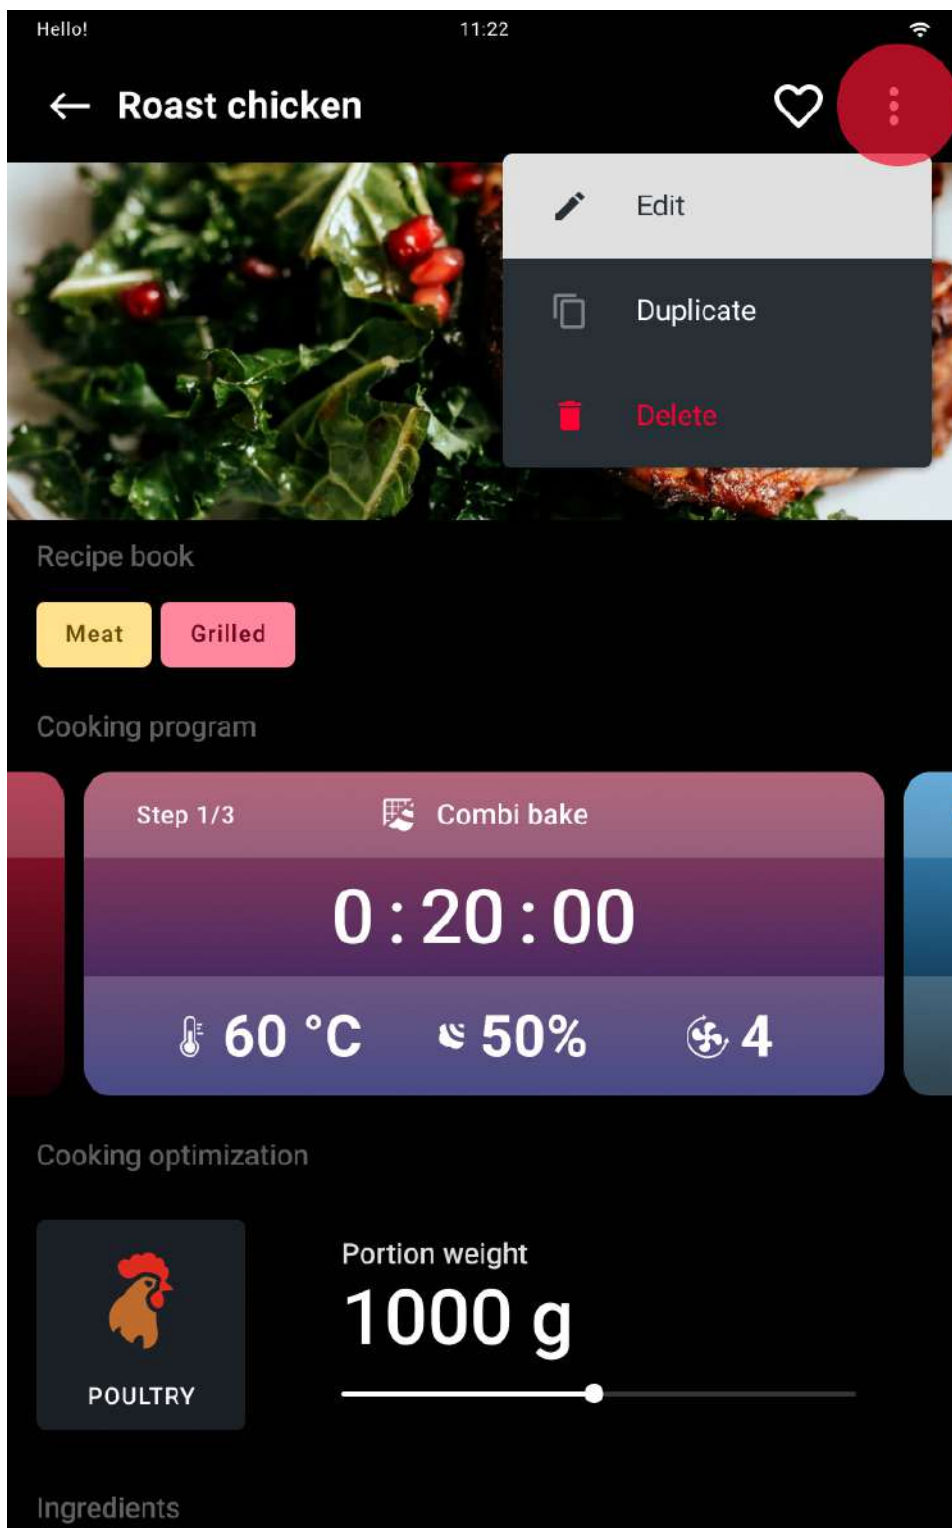 Hello! 11:22
Roast chicken
Edit
Duplicate
Delete
Recipe book
Meat Grilled
Cooking program
Step 1/3 Combi bake
0:20:00
60 °C 50% 4
Cooking optimization
Portion weight
1000 g
POULTRY
Ingredients